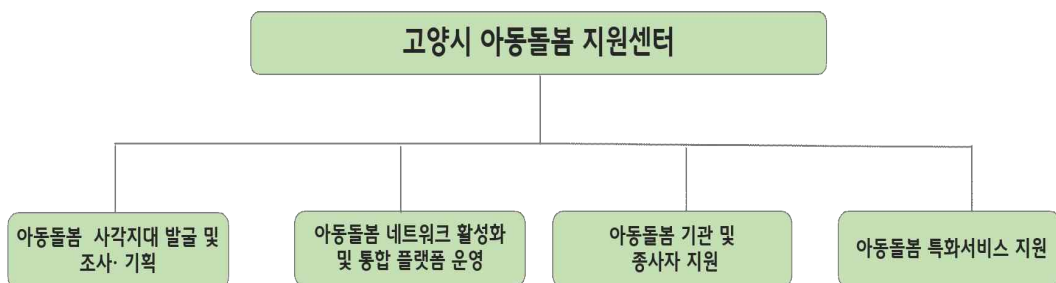 고양시 아동돌봄 지원센터
아동돌봄 사각지대 발굴 및
조사· 기획
아동돌봄 네트워크 활성화
및 통합 플랫폼 운영
아동돌봄 기관 및
종사자 지원
아동돌봄 특화서비스 지원